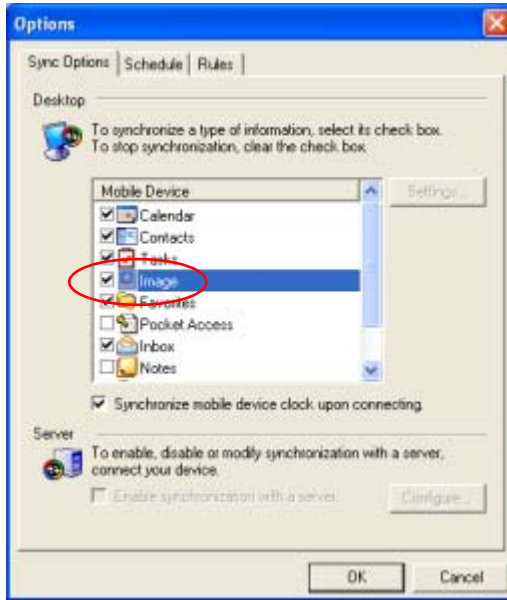 Options
Sync Options Schedule Rules
Desktop
To synchronize a type of information, select its check box.
To stop synchronization, clear the check box.
Mobile Device
Settings...
Calendar
Contacts
Tasks
Image
Favorites
Pocket Access
Inbox
Notes
Synchronize mobile device clock upon connecting
Server
To enable, disable or modify synchronization with a server,
connect your device.
Enable synchronization with a server.
Configure...
OK Cancel